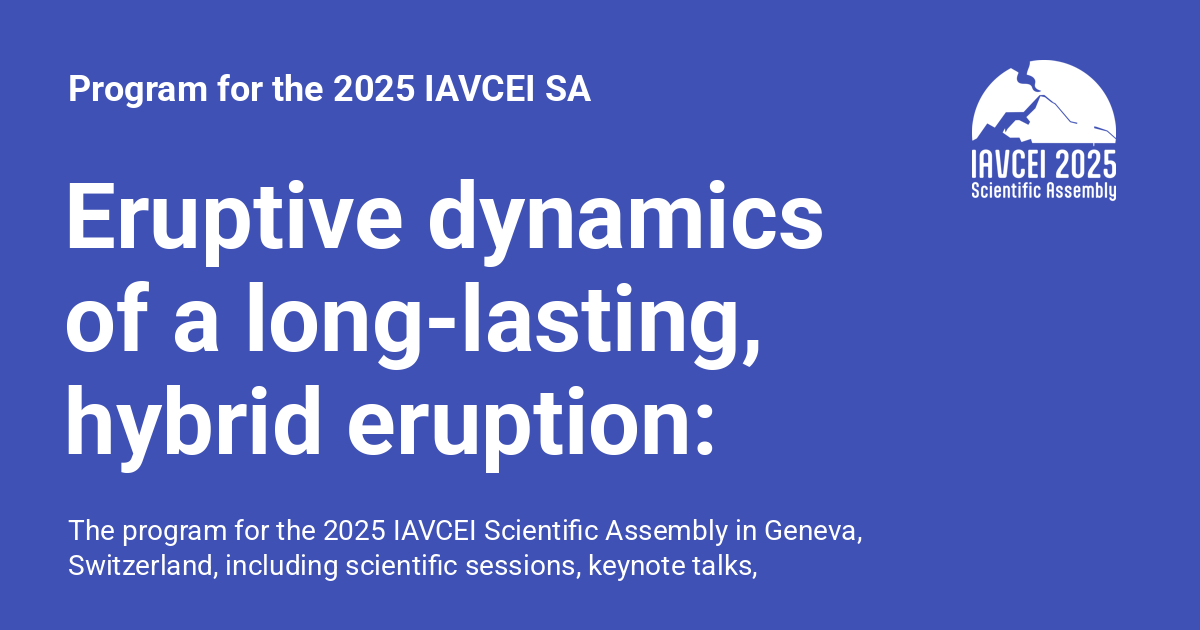 Program for the 2025 IAVCEI SA
IAVCEI 2025
Scientific Assembly
Eruptive dynamics
of a long-lasting,
hybrid eruption:
The program for the 2025 IAVCEI Scientific Assembly in Geneva,
Switzerland, including scientific sessions, keynote talks,